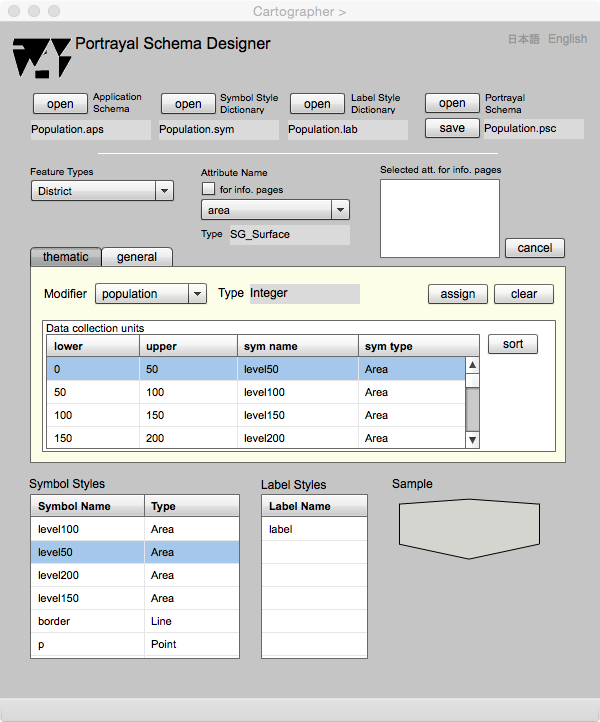 Cartographer >
Portrayal Schema Designer
日本語 English
open Application Schema
open Symbol Style Dictionary
open Label Style Dictionary
open Portrayal Schema
Population.aps
Population.sym
Population.lab
save Population.psc
Feature Types
District
Attribute Name
for info. pages
area
Type SG_Surface
Selected att. for info. pages
cancel
thematic general
Modifier population Type Integer assign clear
Data collection units
sort
lower upper sym name sym type
0 50 level50 Area
50 100 level100 Area
100 150 level150 Area
150 200 level200 Area
Symbol Styles
Symbol Name Type
level100 Area
level50 Area
level200 Area
level150 Area
border Line
p Point
Label Styles
Label Name
label
Sample